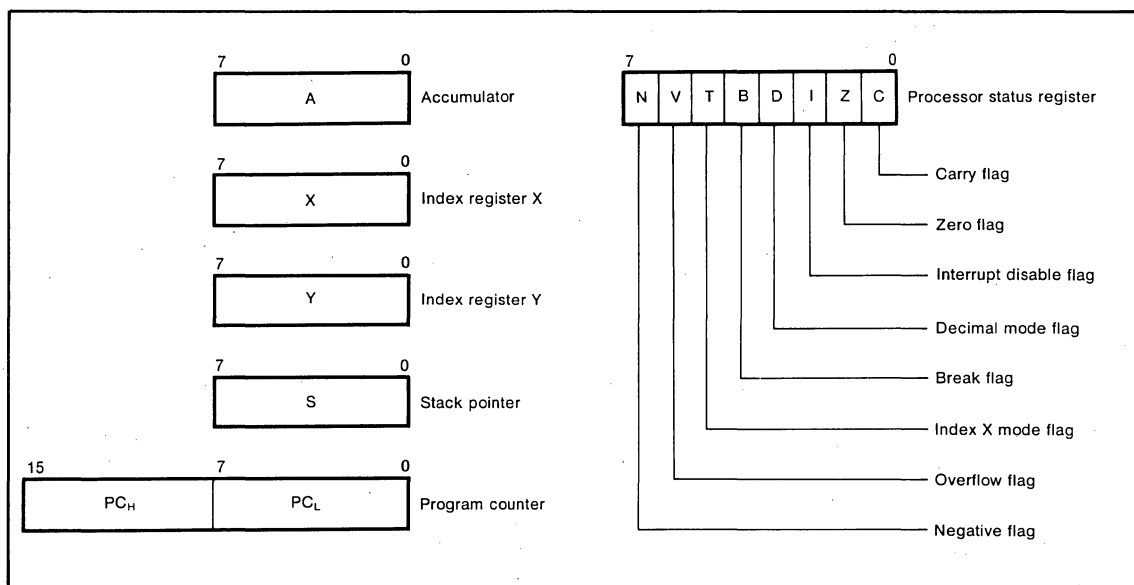 7 0
A
Accumulator
7 0
X
Index register X
7 0
Y
Index register Y
7 0
S
Stack pointer
15 7 0
PCH PCL
Program counter
7 0
N V T B D I Z C
Processor status register
Carry flag
Zero flag
Interrupt disable flag
Decimal mode flag
Break flag
Index X mode flag
Overflow flag
Negative flag